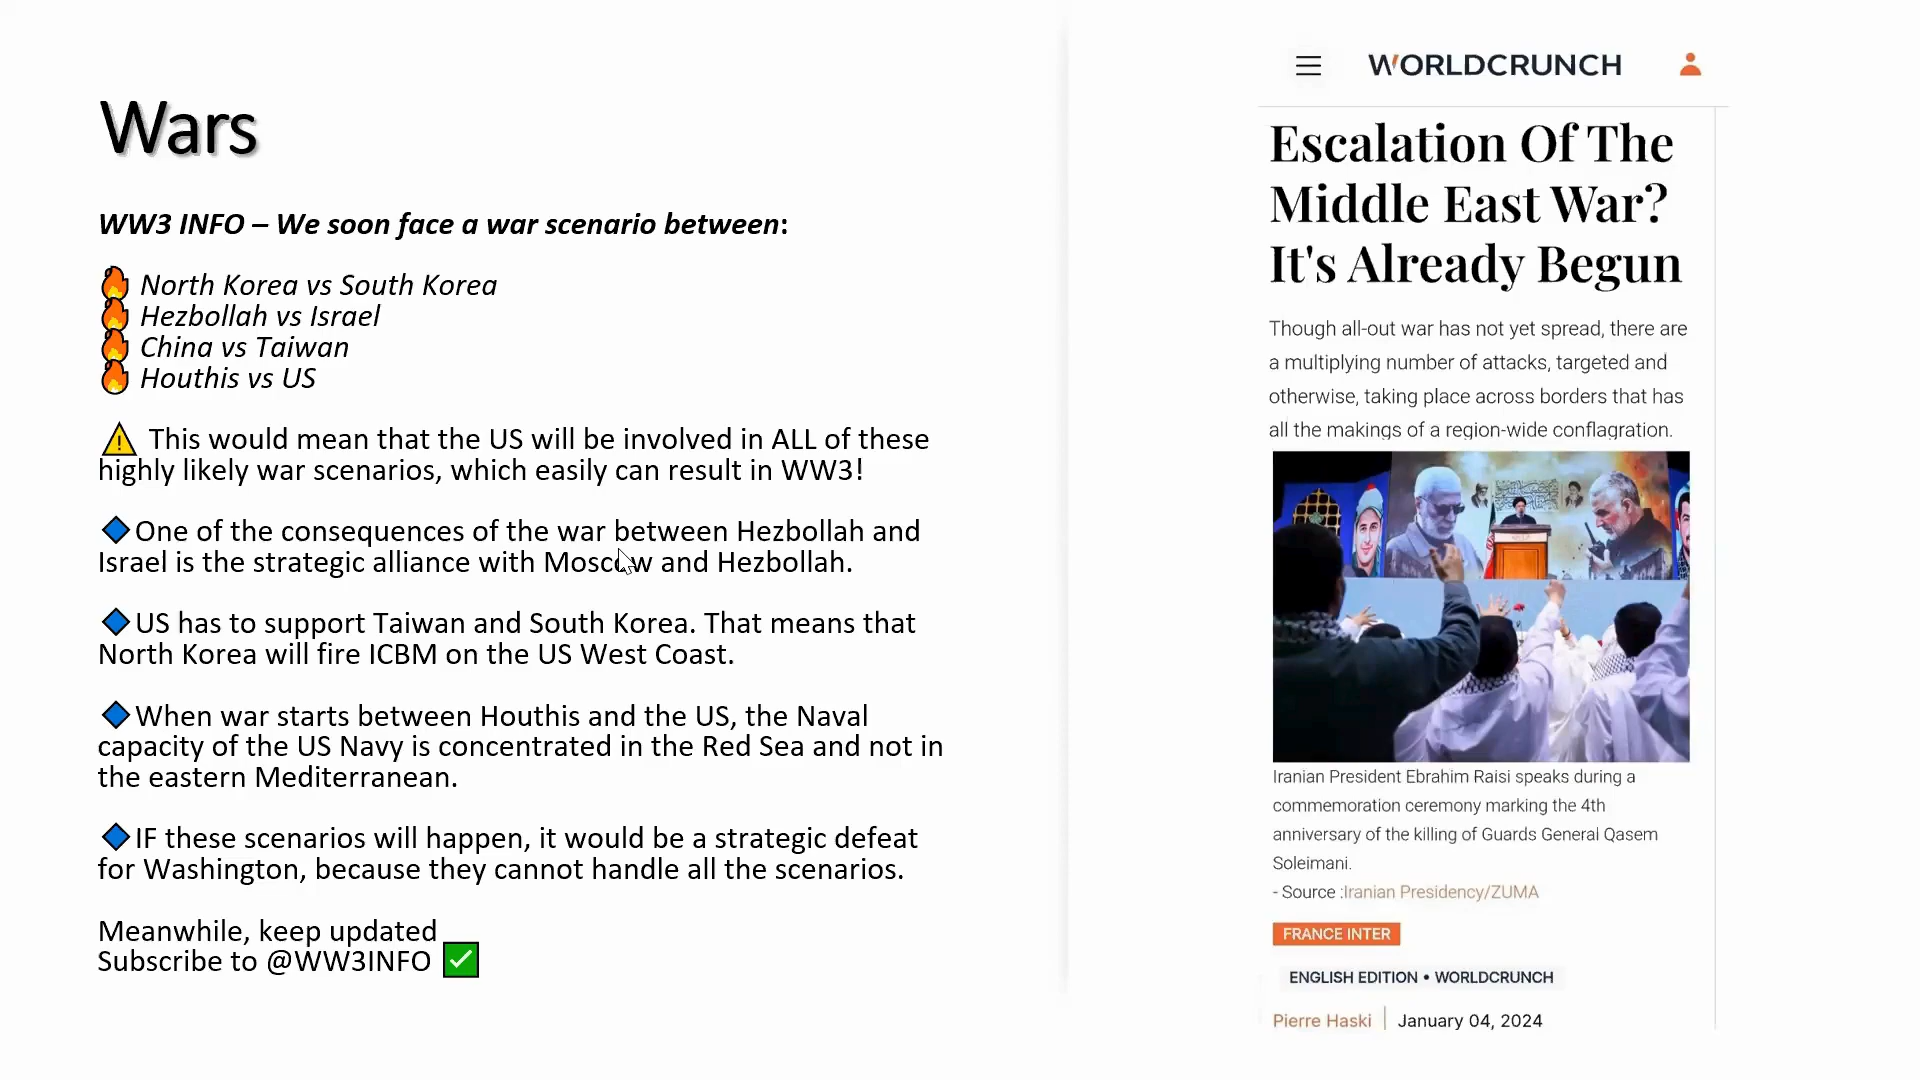 Wars
WW3 INFO – We soon face a war scenario between:
🔥 North Korea vs South Korea
🔥 Hezbollah vs Israel
🔥 China vs Taiwan
🔥 Houthis vs US
⚠️ This would mean that the US will be involved in ALL of these
highly likely war scenarios, which easily can result in WW3!
🔷One of the consequences of the war between Hezbollah and
Israel is the strategic alliance with Moscow and Hezbollah.
🔷US has to support Taiwan and South Korea. That means that
North Korea will fire ICBM on the US West Coast.
🔷When war starts between Houthis and the US, the Naval
capacity of the US Navy is concentrated in the Red Sea and not in
the eastern Mediterranean.
🔷IF these scenarios will happen, it would be a strategic defeat
for Washington, because they cannot handle all the scenarios.
Meanwhile, keep updated
Subscribe to @WW3INFO ✅
WORLDCRUNCH
Escalation Of The
Middle East War?
It's Already Begun
Though all-out war has not yet spread, there are
a multiplying number of attacks, targeted and
otherwise, taking place across borders that has
all the makings of a region-wide conflagration.
Iranian President Ebrahim Raisi speaks during a
commemoration ceremony marking the 4th
anniversary of the killing of Guards General Qasem
Soleimani.
- Source :Iranian Presidency/ZUMA
FRANCE INTER
ENGLISH EDITION • WORLDCRUNCH
Pierre Haski | January 04, 2024